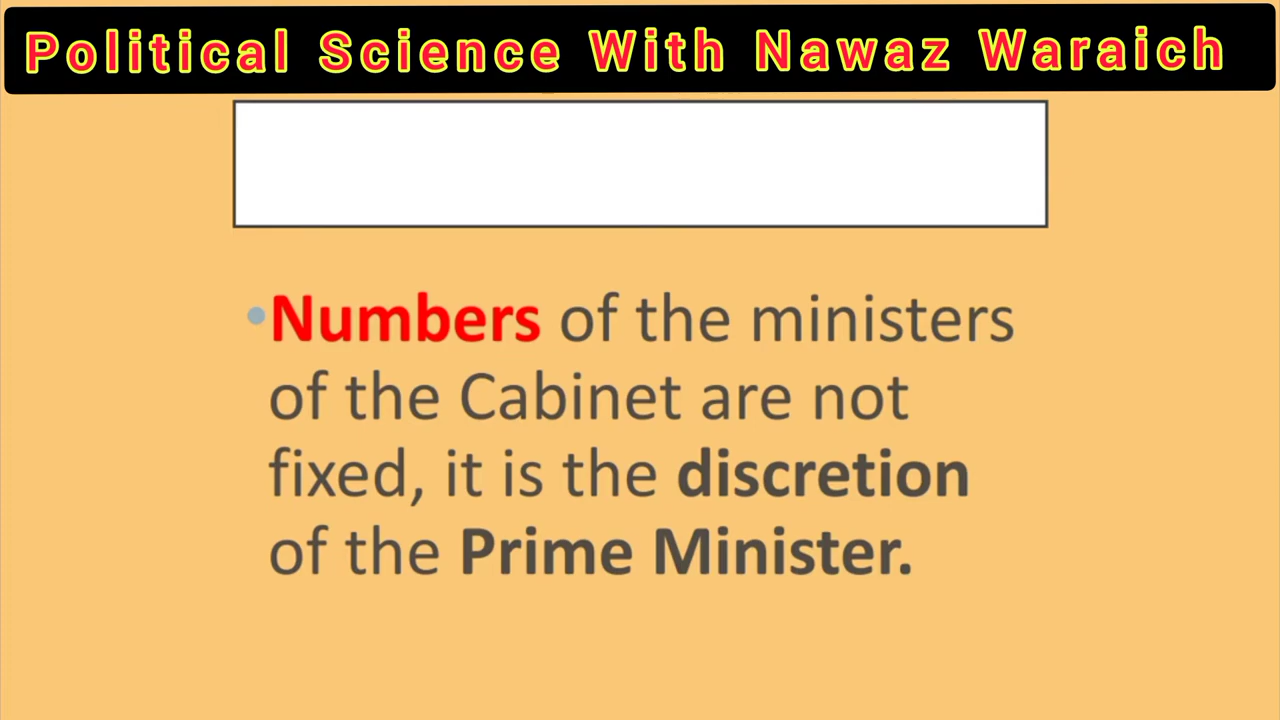 Political Science With Nawaz Waraich
•Numbers of the ministers
of the Cabinet are not
fixed, it is the discretion
of the Prime Minister.